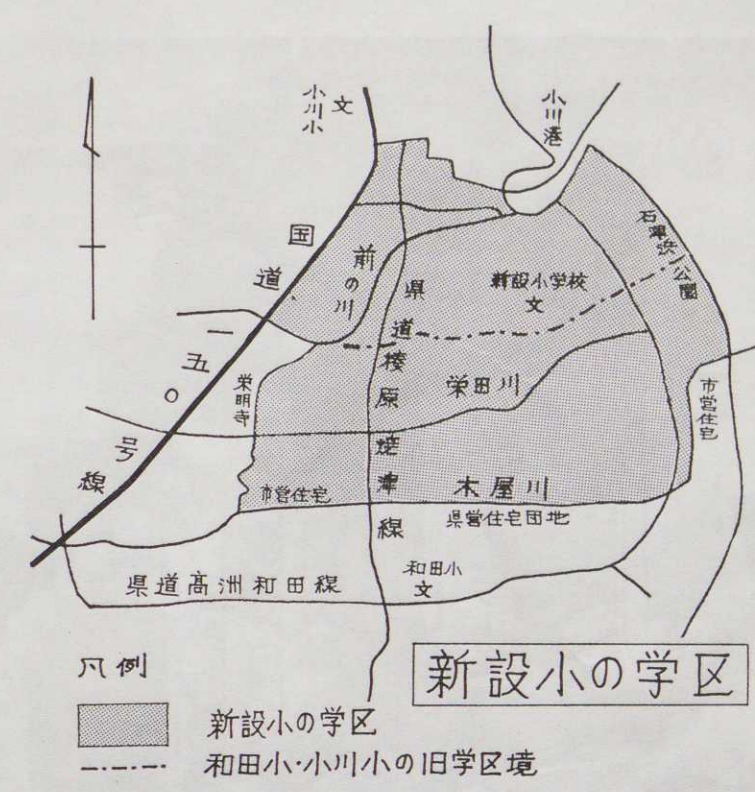 小川小
文
小川港
国道一五〇号線
前の川
県道榛原焼津線
新設小学校
文
石津浜公園
栄田川
栄明寺
市営住宅
市営住宅
木屋川
県営住宅団地
和田小
文
県道高洲和田線
新設小の学区
凡例
新設小の学区
和田小・小川小の旧学区境